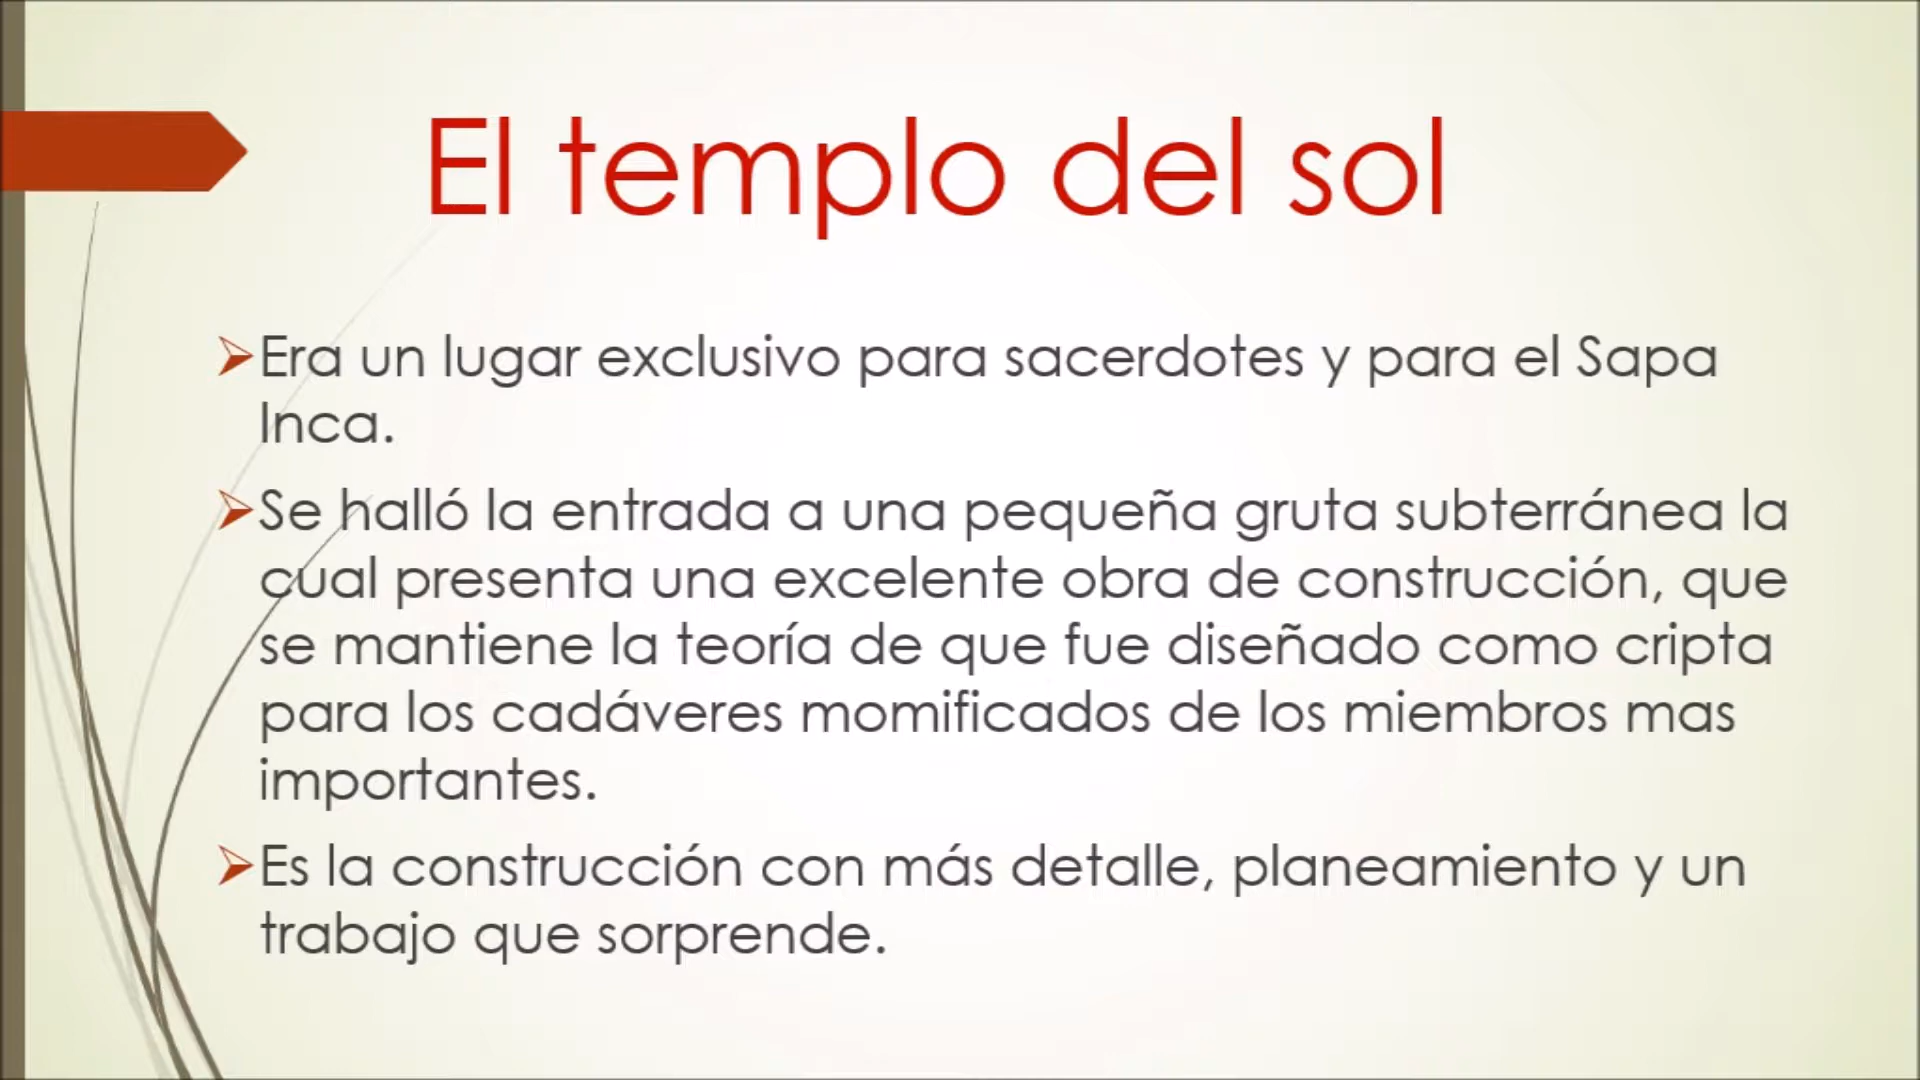 El templo del sol
Era un lugar exclusivo para sacerdotes y para el Sapa
Inca.
Se halló la entrada a una pequeña gruta subterránea la
cual presenta una excelente obra de construcción, que
se mantiene la teoría de que fue diseñado como cripta
para los cadáveres momificados de los miembros mas
importantes.
Es la construcción con más detalle, planeamiento y un
trabajo que sorprende.